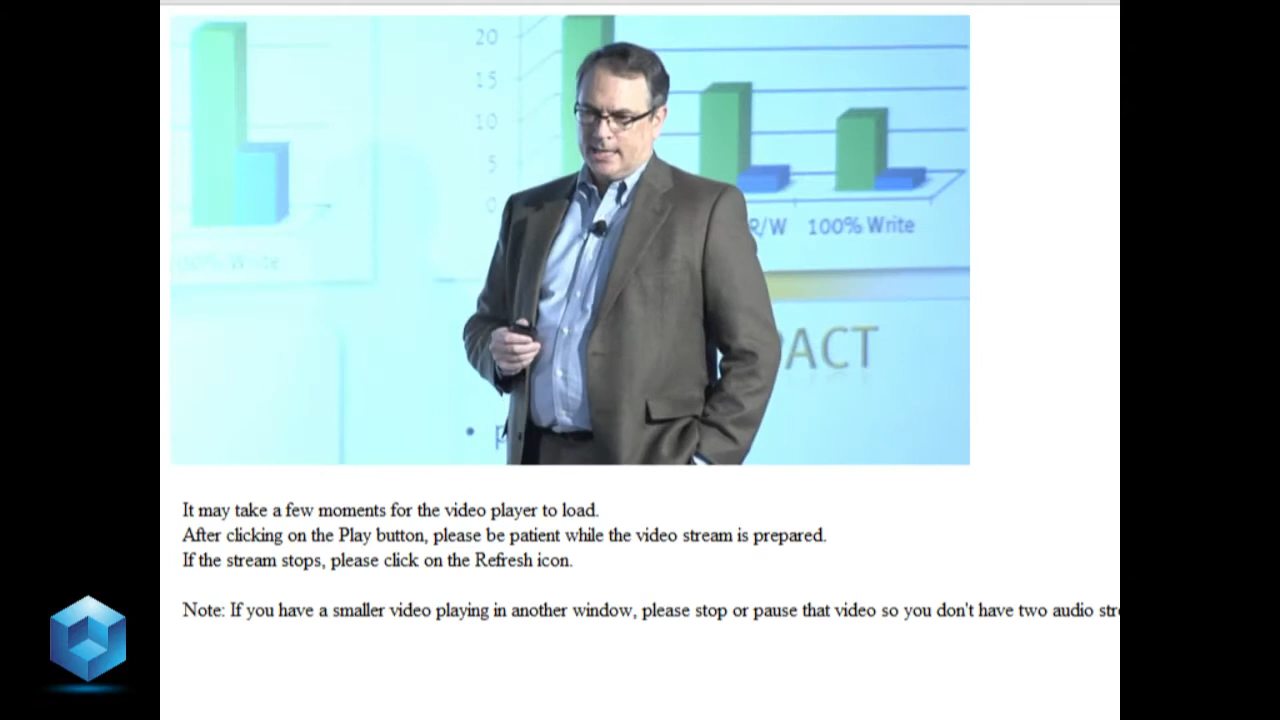 20
15
10
5
0
R/W 100% Write
Write
ACT
It may take a few moments for the video player to load.
After clicking on the Play button, please be patient while the video stream is prepared.
If the stream stops, please click on the Refresh icon.
Note: If you have a smaller video playing in another window, please stop or pause that video so you don't have two audio